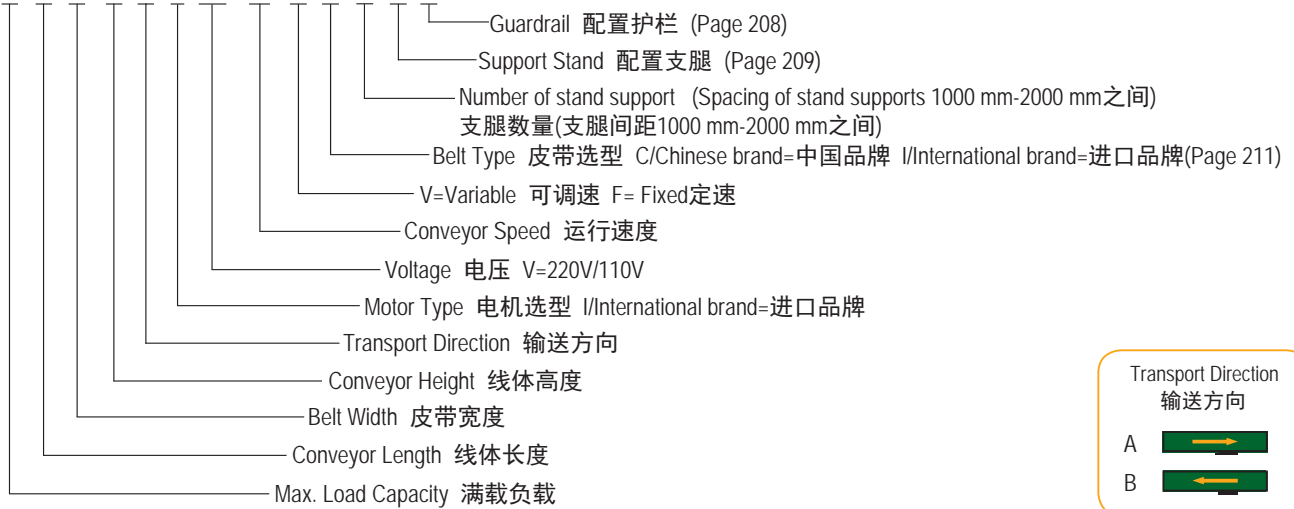 Guardrail 配置护栏 (Page 208)
Support Stand 配置支腿 (Page 209)
Number of stand support (Spacing of stand supports 1000 mm-2000 mm之间)
支腿数量(支腿间距1000 mm-2000 mm之间)
Belt Type 皮带选型 C/Chinese brand=中国品牌 I/International brand=进口品牌(Page 211)
V=Variable 可调速 F= Fixed定速
Conveyor Speed 运行速度
Voltage 电压 V=220V/110V
Motor Type 电机选型 I/International brand=进口品牌
Transport Direction 输送方向
Conveyor Height 线体高度
Belt Width 皮带宽度
Conveyor Length 线体长度
Max. Load Capacity 满载负载
Transport Direction
输送方向
A
B